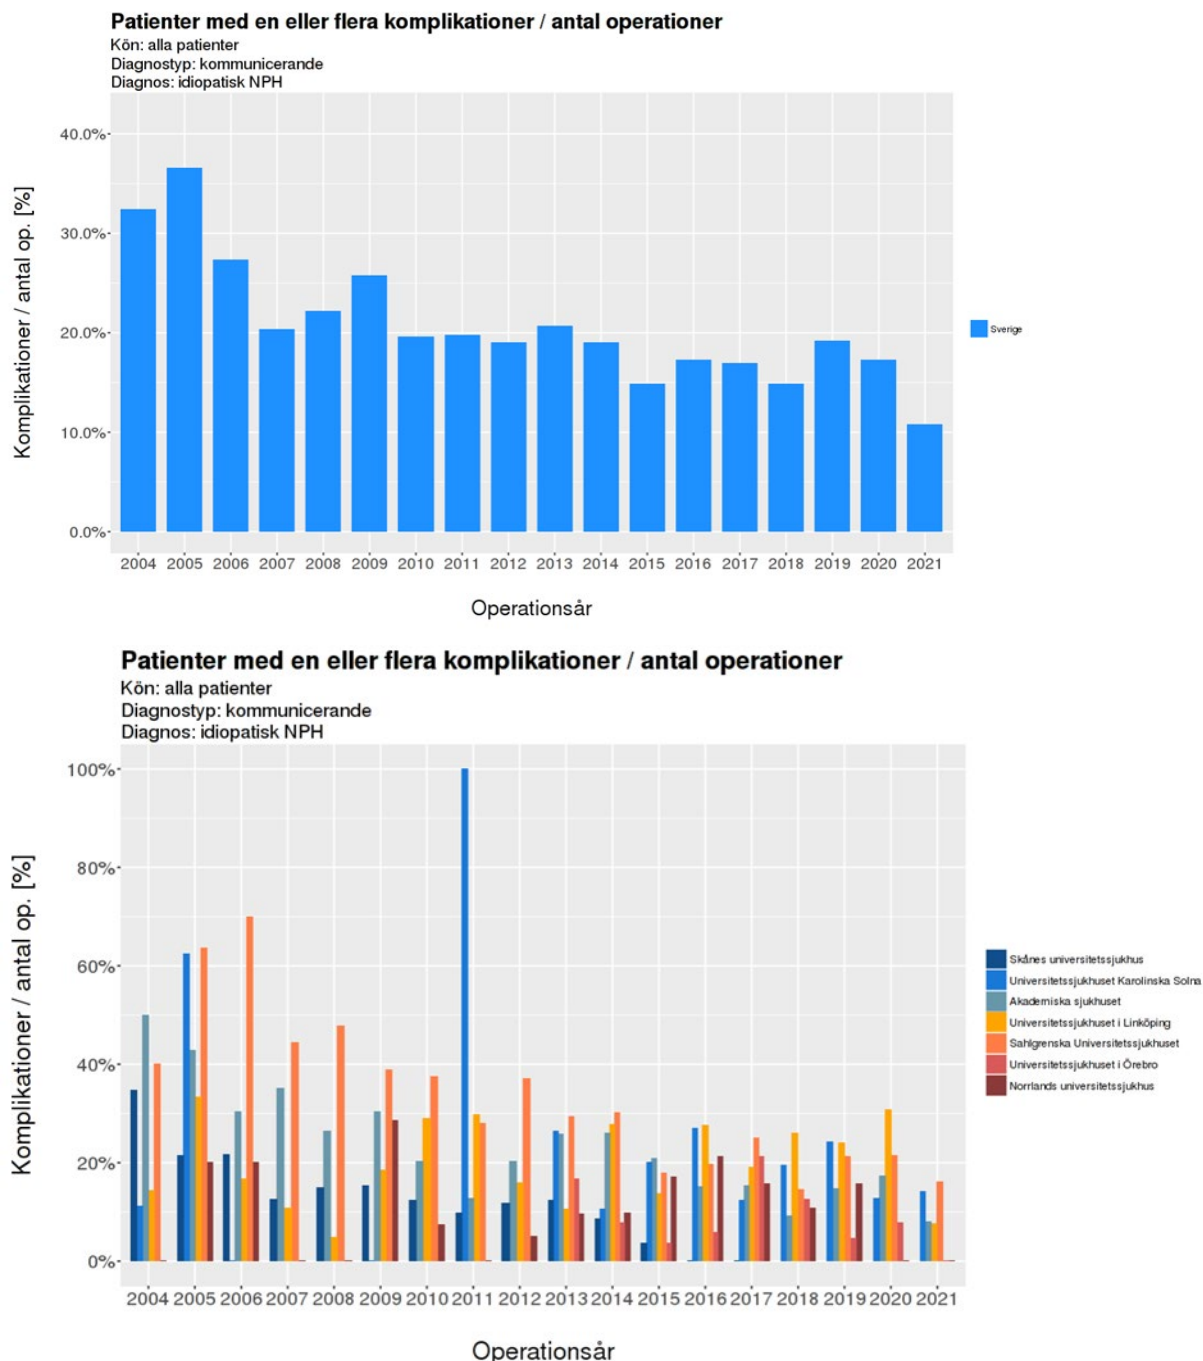 Patienter med en eller flera komplikationer / antal operationer
Kön: alla patienter
Diagnostyp: kommunicerande
Diagnos: idiopatisk NPH
Komplikationer / antal op. [%]
40.0%
30.0%
20.0%
10.0%
0.0%
2004 2005 2006 2007 2008 2009 2010 2011 2012 2013 2014 2015 2016 2017 2018 2019 2020 2021
Operationsår
Sverige
Patienter med en eller flera komplikationer / antal operationer
Kön: alla patienter
Diagnostyp: kommunicerande
Diagnos: idiopatisk NPH
Komplikationer / antal op. [%]
100%
80%
60%
40%
20%
0%
2004 2005 2006 2007 2008 2009 2010 2011 2012 2013 2014 2015 2016 2017 2018 2019 2020 2021
Operationsår
Skånes universitetssjukhus
Universitetssjukhuset Karolinska Solna
Akademiska sjukhuset
Universitetssjukhuset i Linköping
Sahlgrenska Universitetssjukhuset
Universitetssjukhuset i Örebro
Norrlands universitetssjukhus